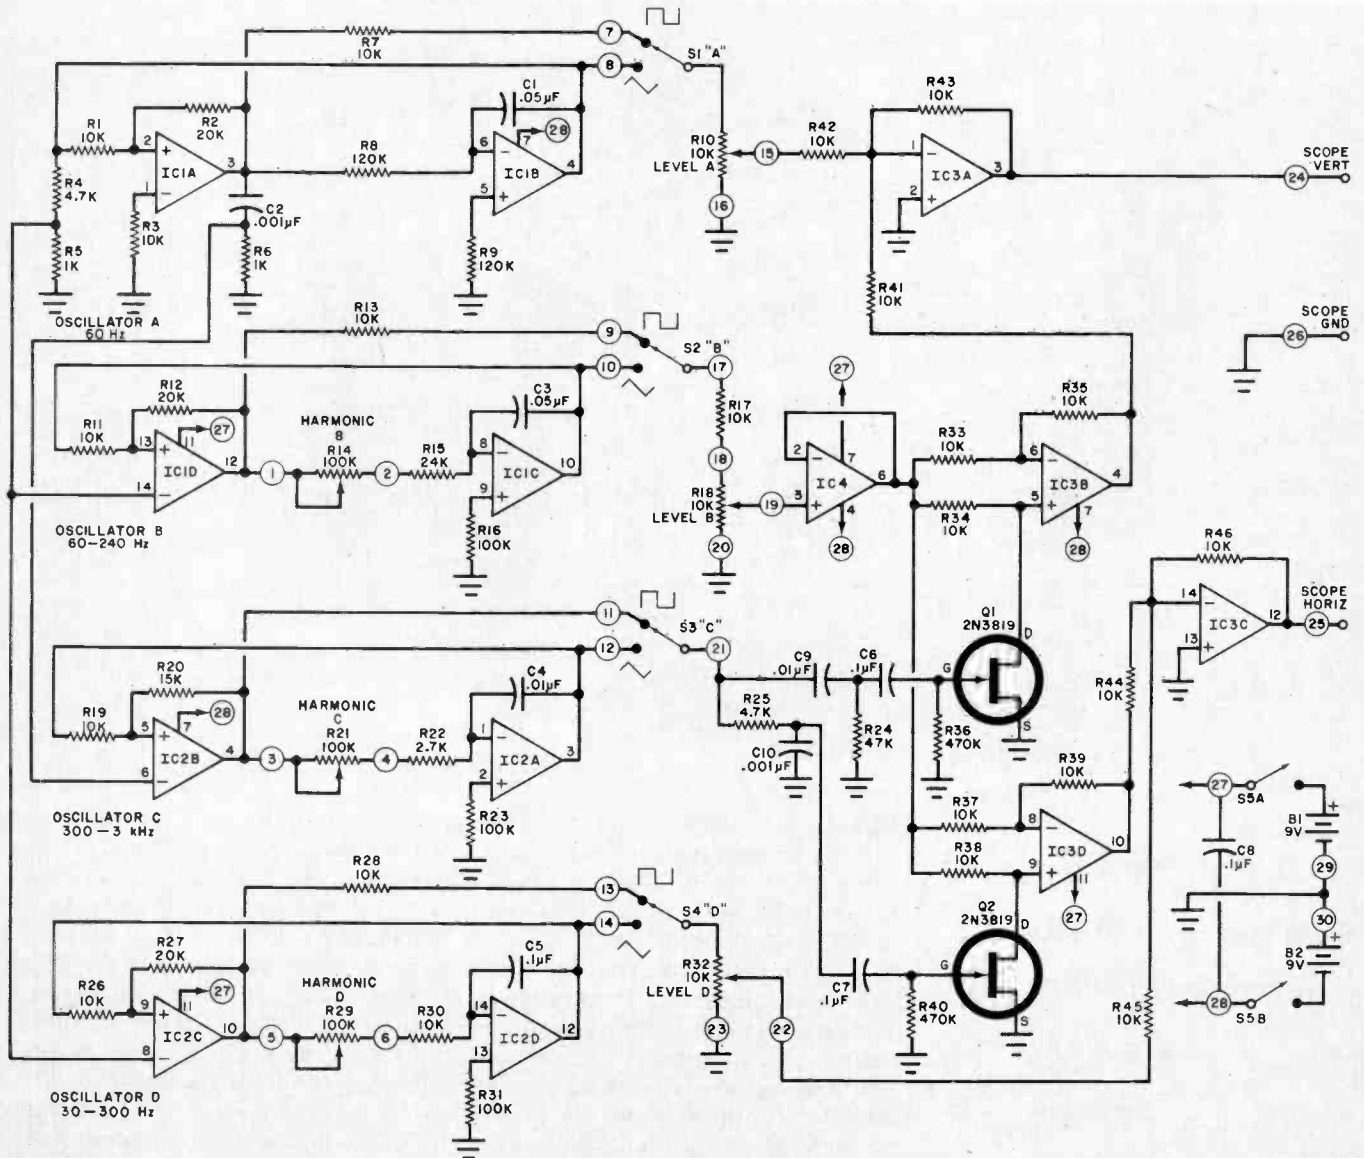 7
R7
10K
S1 "A"
8
C1
.05µF
R1
10K
R2
20K
2
+
IC1A
3
1
−
R4
4.7K
R8
120K
6
−
7
28
IC1B
4
5
+
R10
10K
LEVEL A
15
R42
10K
R43
10K
1
−
IC3A
3
2
+
24
SCOPE
VERT
16
C2
.001µF
R3
10K
R5
1K
R6
1K
R9
120K
R41
10K
OSCILLATOR A
60 Hz
R13
10K
9
S2 "B"
10
17
26
SCOPE
GND
R12
20K
27
11
R11
10K
13
+
IC1D
12
14
−
HARMONIC
B
R14
100K
1
2
R15
24K
C3
.05µF
8
−
IC1C
10
9
+
R16
100K
R17
10K
18
R18
10K
LEVEL B
19
20
27
2
−
7
IC4
6
3
+
4
28
R33
10K
R34
10K
R35
10K
6
−
IC3B
4
5
+
7
28
OSCILLATOR B
60–240 Hz
R46
10K
14
−
IC3C
12
13
+
SCOPE
HORIZ
25
11
S3 "C"
12
21
R20
15K
28
7
R19
10K
5
+
IC2B
4
6
−
HARMONIC
C
R21
100K
3
4
R22
2.7K
C4
.01µF
1
−
IC2A
3
2
+
R23
100K
OSCILLATOR C
300–3 kHz
R25
4.7K
C10
.001µF
C9
.01µF
C6
.1µF
R24
47K
R36
470K
Q1
2N3819
D
G
S
R44
10K
R37
10K
R38
10K
R39
10K
8
−
IC3D
10
9
+
11
27
27
S5A
B1
9V
+
C8
.1µF
29
30
+
B2
9V
28
S5B
R28
10K
13
S4 "D"
14
R27
20K
27
11
R26
10K
9
+
IC2C
10
8
−
HARMONIC
D
R29
100K
5
6
R30
10K
C5
.1µF
14
−
IC2D
12
13
+
R31
100K
R32
10K
LEVEL D
23
22
C7
.1µF
R40
470K
Q2
2N3819
D
G
S
R45
10K
OSCILLATOR D
30–300 Hz